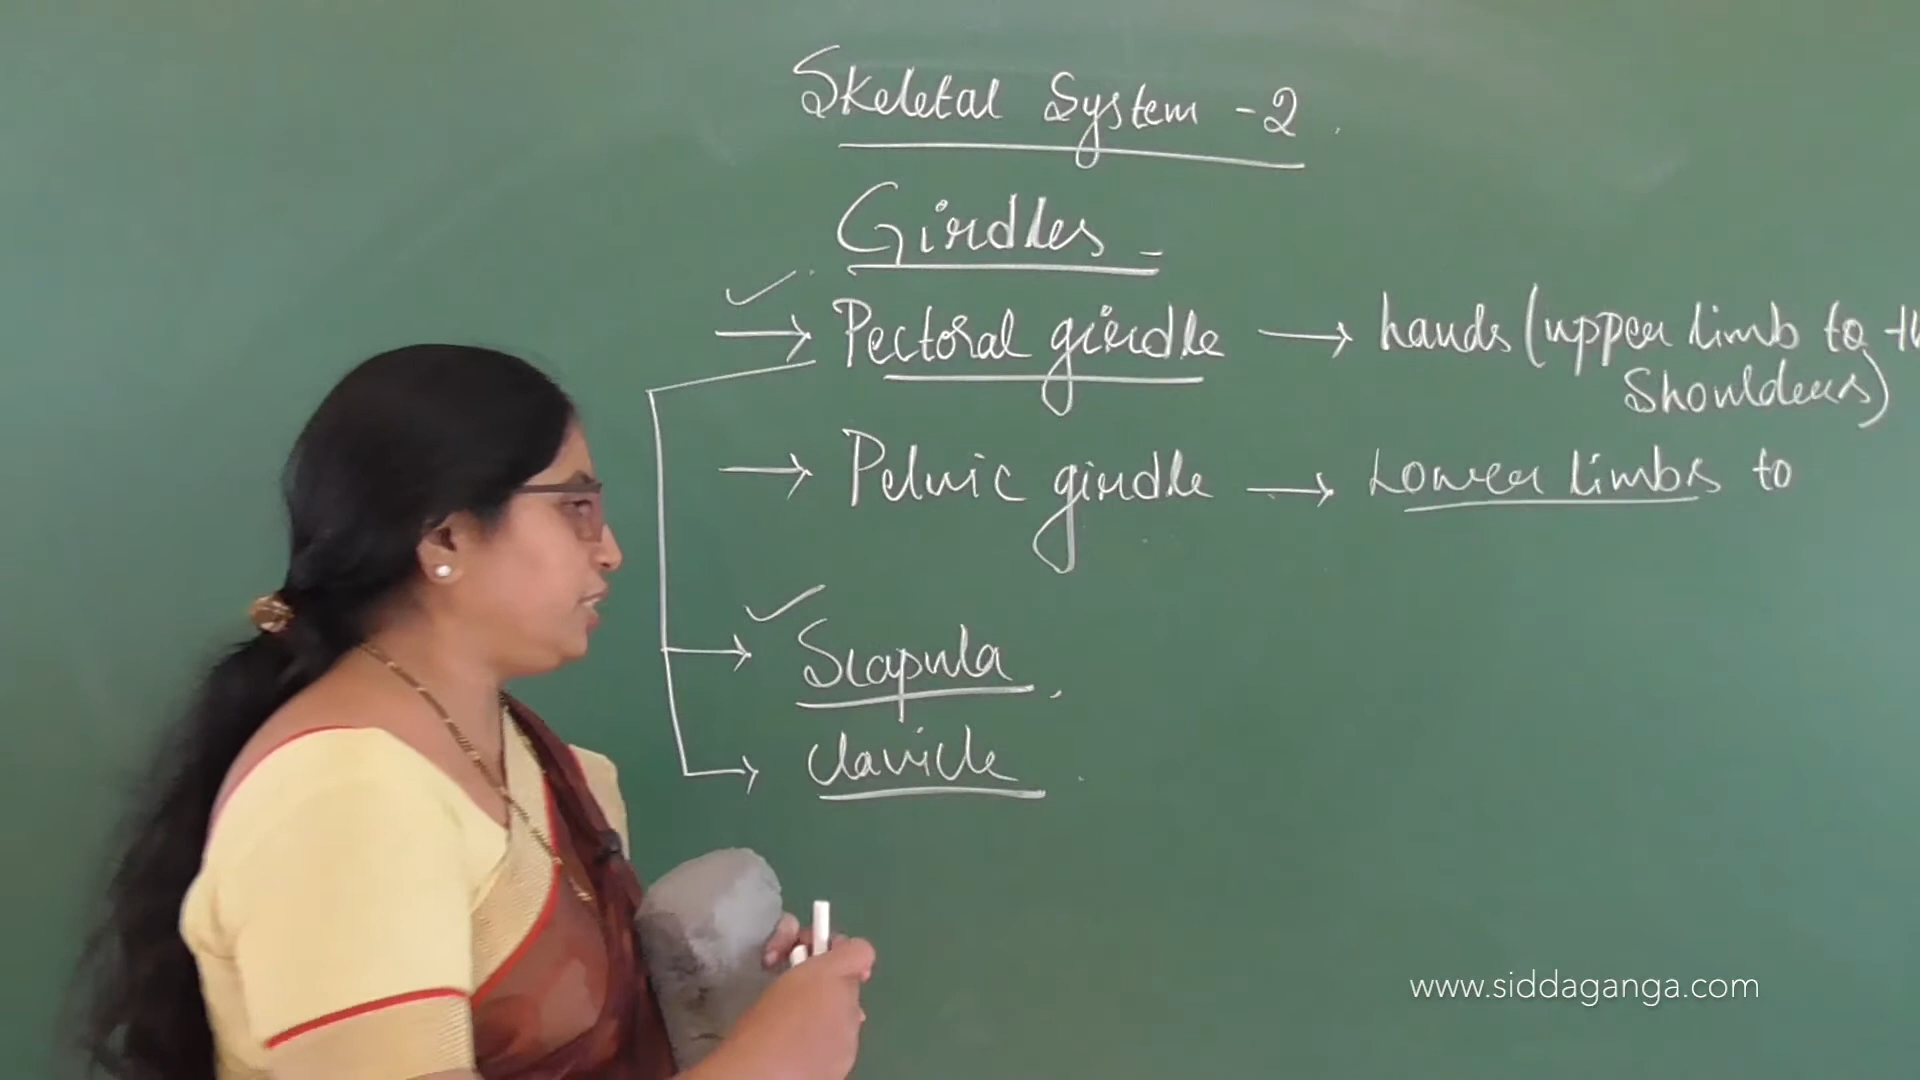 Skeletal System -2
Girdles -
→ Pectoral girdle → hands (upper limb to th
Shoulders)
→ Pelvic girdle → Lower limbs to
→ Scapula
→ Clavicle
www.siddaganga.com